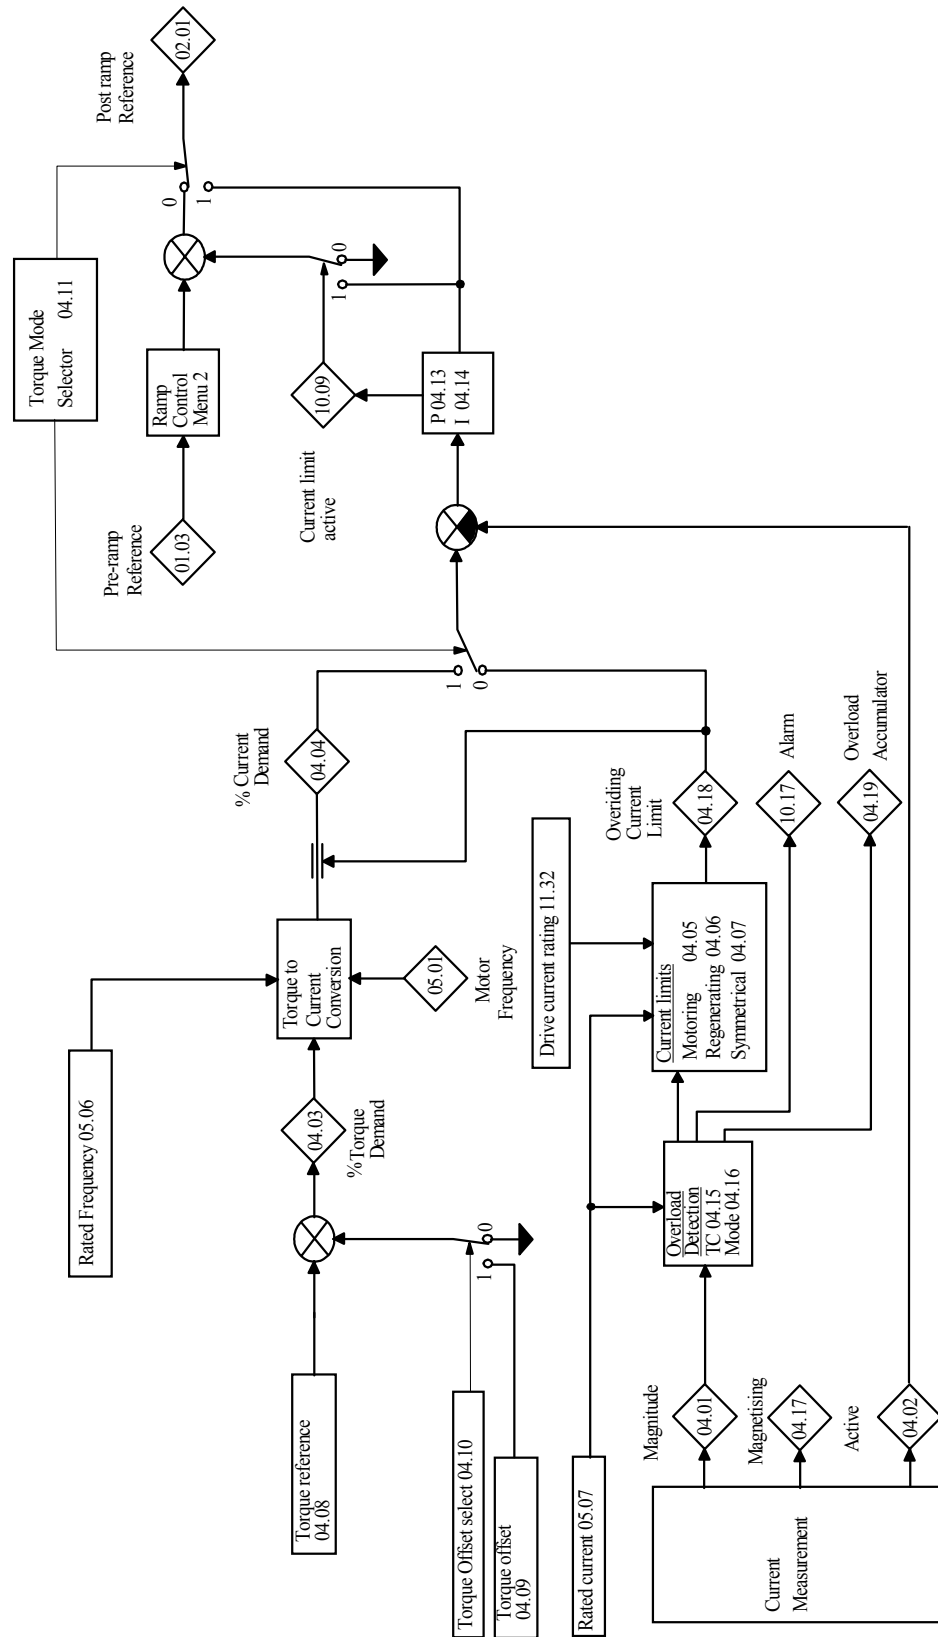 Torque reference
04.08
Torque Offset select 04.10
Torque offset
04.09
1
0
Rated Frequency 05.06
04.03
%Torque
Demand
Torque to
Current
Conversion
05.01
Motor
Frequency
% Current
Demand
04.04
1
0
Pre-ramp
Reference
01.03
Ramp
Control
Menu 2
Torque Mode
Selector 04.11
Current limit
active
10.09
1
0
P 04.13
I 04.14
0
1
Post ramp
Reference
02.01
Rated current 05.07
Drive current rating 11.32
Current
Measurement
Magnitude
04.01
Magnetising
04.17
Active
04.02
Overload
Detection
TC 04.15
Mode 04.16
Current limits
Motoring 04.05
Regenerating 04.06
Symmetrical 04.07
Overiding
Current
Limit
04.18
10.17
Alarm
04.19
Overload
Accumulator